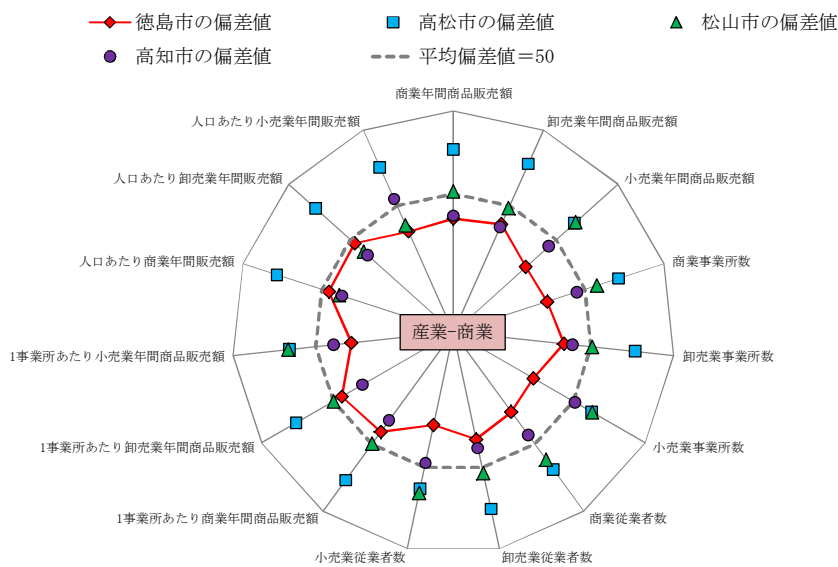 徳島市の偏差値
高松市の偏差値
松山市の偏差値
高知市の偏差値
平均偏差値＝50
商業年間商品販売額
卸売業年間商品販売額
小売業年間商品販売額
商業事業所数
卸売業事業所数
小売業事業所数
商業従業者数
卸売業従業者数
小売業従業者数
1事業所あたり商業年間商品販売額
1事業所あたり卸売業年間商品販売額
1事業所あたり小売業年間商品販売額
人口あたり商業年間販売額
人口あたり卸売業年間販売額
人口あたり小売業年間販売額
産業-商業